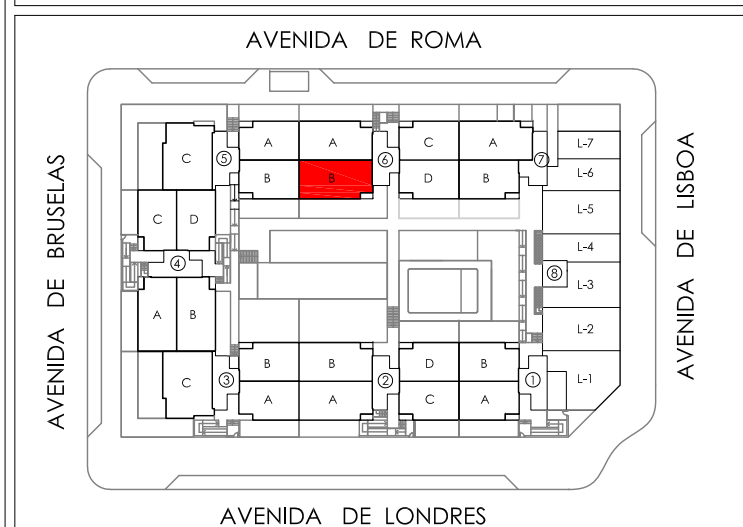 AVENIDA DE ROMA
AVENIDA DE BRUSELAS
AVENIDA DE LISBOA
C ⑤ A A ⑥ C A ⑦ L-7
B B D B L-6
C D L-5
④ L-4
⑧ L-3
A B L-2
C ③ B B ② D B ① L-1
A A C A
AVENIDA DE LONDRES